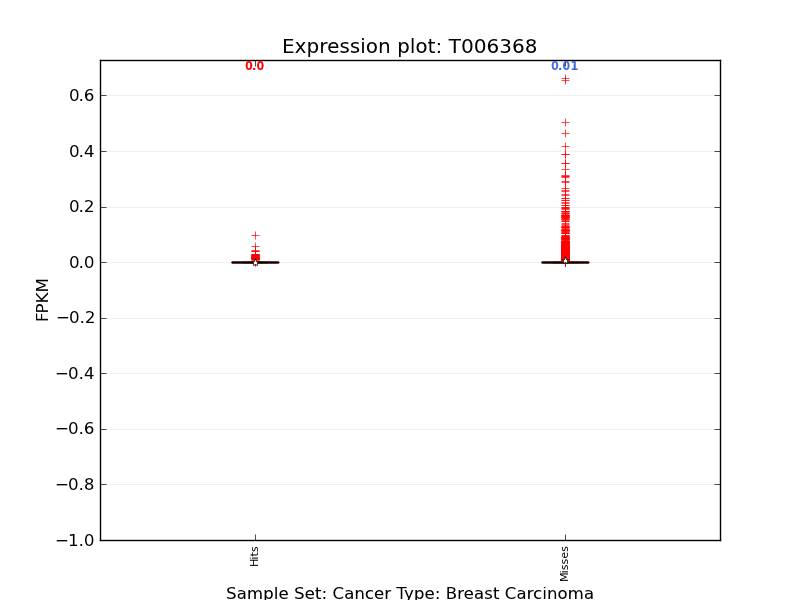 Expression plot: T006368
0.0
0.01
0.6
0.4
0.2
0.0
−0.2
−0.4
−0.6
−0.8
−1.0
FPKM
Hits
Misses
Sample Set: Cancer Type: Breast Carcinoma